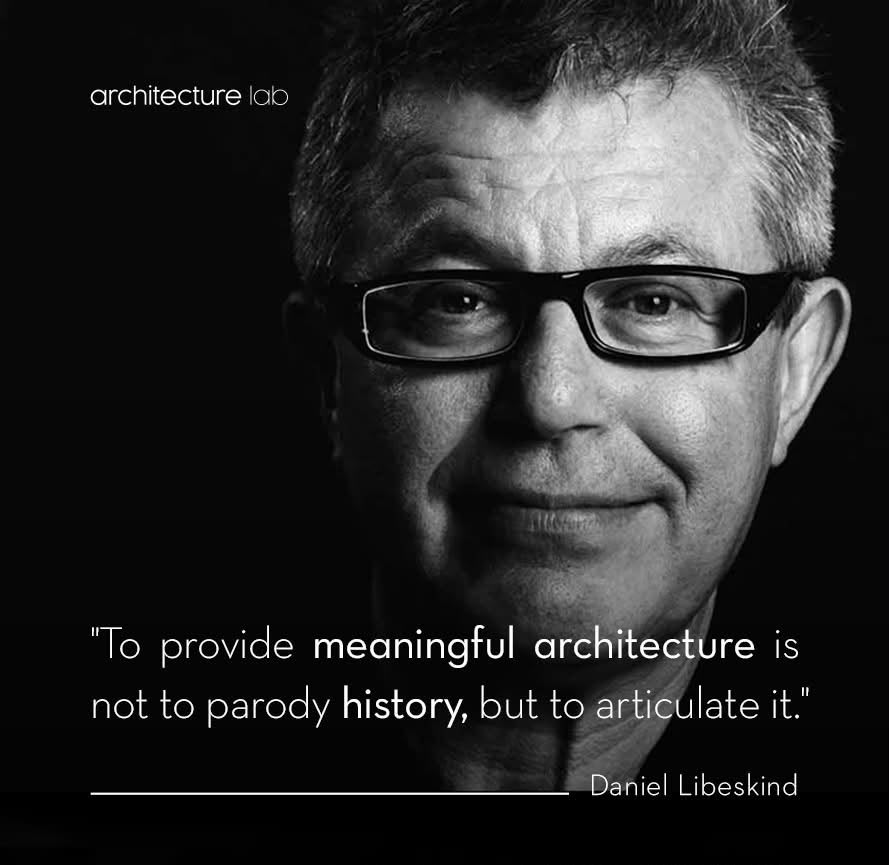 architecture lab
"To provide meaningful architecture is
not to parody history, but to articulate it."
Daniel Libeskind